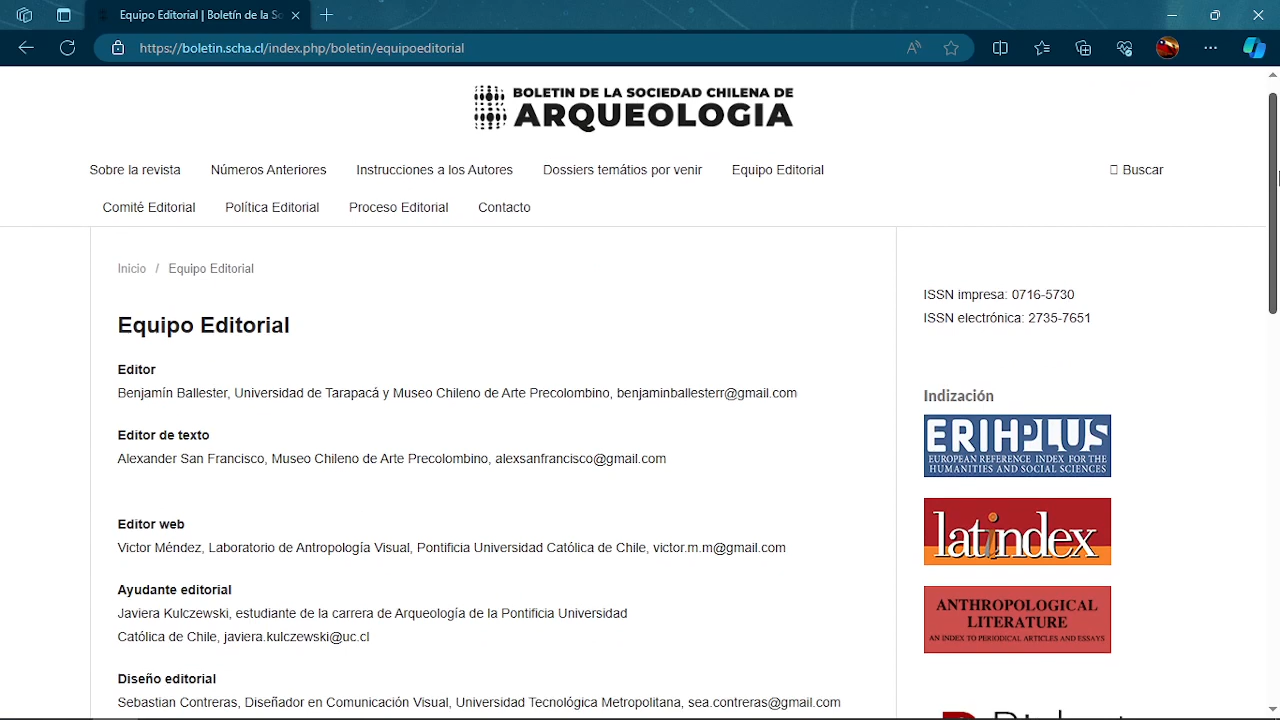 Equipo Editorial | Boletín de la So
https://boletin.scha.cl/index.php/boletin/equipoeditorial
BOLETIN DE LA SOCIEDAD CHILENA DE
ARQUEOLOGIA
Sobre la revista
Números Anteriores
Instrucciones a los Autores
Dossiers temátios por venir
Equipo Editorial
Buscar
Comité Editorial
Política Editorial
Proceso Editorial
Contacto
Inicio / Equipo Editorial
Equipo Editorial
Editor
Benjamín Ballester, Universidad de Tarapacá y Museo Chileno de Arte Precolombino, benjaminballesterr@gmail.com
Editor de texto
Alexander San Francisco, Museo Chileno de Arte Precolombino, alexsanfrancisco@gmail.com
Editor web
Victor Méndez, Laboratorio de Antropología Visual, Pontificia Universidad Católica de Chile, victor.m.m@gmail.com
Ayudante editorial
Javiera Kulczewski, estudiante de la carrera de Arqueología de la Pontificia Universidad
Católica de Chile, javiera.kulczewski@uc.cl
Diseño editorial
Sebastian Contreras, Diseñador en Comunicación Visual, Universidad Tecnológica Metropolitana, sea.contreras@gmail.com
ISSN impresa: 0716-5730
ISSN electrónica: 2735-7651
Indización
ERIHPLUS
EUROPEAN REFERENCE INDEX FOR THE
HUMANITIES AND SOCIAL SCIENCES
latindex
ANTHROPOLOGICAL
LITERATURE
AN INDEX TO PERIODICAL ARTICLES AND ESSAYS